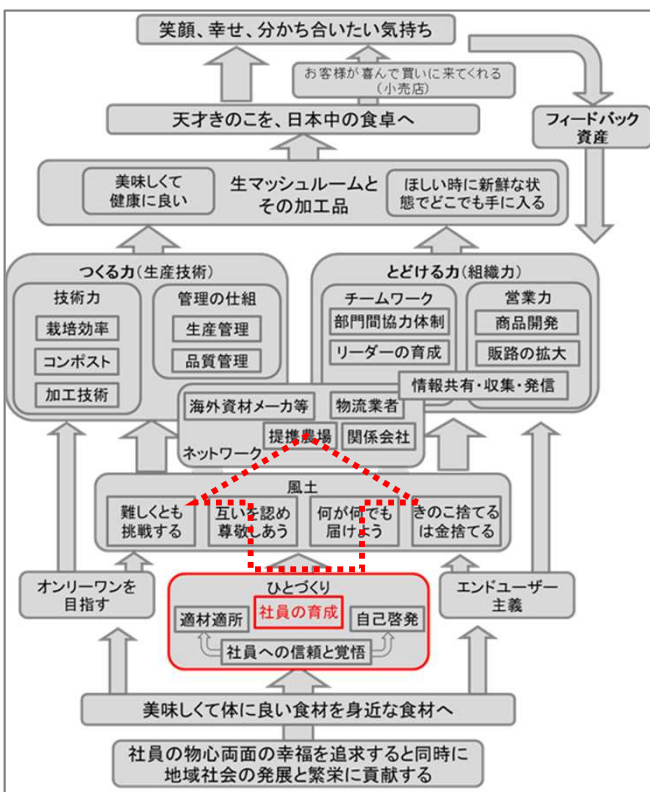 笑顔、幸せ、分かち合いたい気持ち
お客様が喜んで買いに来てくれる
(小売店)
天才きのこを、日本中の食卓へ
フィードバック
資産
美味しくて
健康に良い
生マッシュルームと
その加工品
ほしい時に新鮮な状
態でどこでも手に入る
つくる力(生産技術)
技術力
栽培効率
コンポスト
加工技術
管理の仕組
生産管理
品質管理
とどける力(組織力)
チームワーク
部門間協力体制
リーダーの育成
営業力
商品開発
販路の拡大
情報共有・収集・発信
海外資材メーカ等
物流業者
提携農場
関係会社
ネットワーク
風土
難しくとも
挑戦する
互いを認め
尊敬しあう
何が何でも
届けよう
きのこ捨てる
は金捨てる
オンリーワンを
目指す
エンドユーザー
主義
ひとづくり
適材適所
社員の育成
自己啓発
社員への信頼と覚悟
美味しくて体に良い食材を身近な食材へ
社員の物心両面の幸福を追求すると同時に
地域社会の発展と繁栄に貢献する